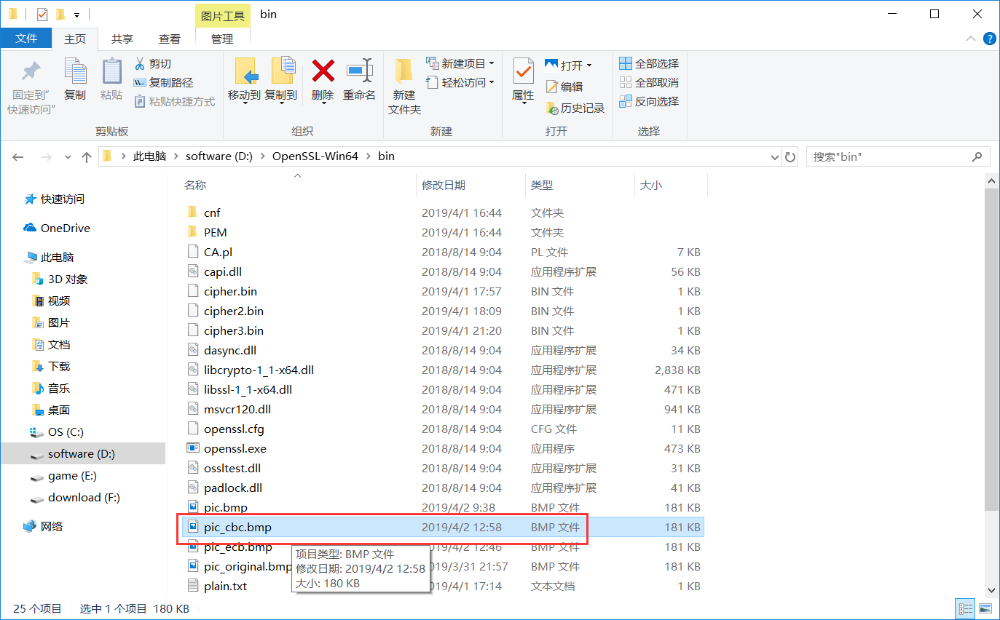 图片工具 bin
文件 主页 共享 查看 管理
固定到"快速访问" 复制 粘贴 剪切 复制路径 粘贴快捷方式
剪贴板
移动到 复制到 删除 重命名
组织
新建文件夹 新建项目 轻松访问
新建
属性 打开 编辑 历史记录
打开
全部选择 全部取消 反向选择
选择
此电脑 software (D:) OpenSSL-Win64 bin
搜索"bin"
快速访问
OneDrive
此电脑
3D 对象
视频
图片
文档
下载
音乐
桌面
OS (C:)
software (D:)
game (E:)
download (F:)
网络
名称 修改日期 类型 大小
cnf 2019/4/1 16:44 文件夹
PEM 2019/4/1 16:44 文件夹
CA.pl 2018/8/14 9:04 PL 文件 7 KB
capi.dll 2018/8/14 9:04 应用程序扩展 56 KB
cipher.bin 2019/4/1 17:57 BIN 文件 1 KB
cipher2.bin 2019/4/1 18:09 BIN 文件 1 KB
cipher3.bin 2019/4/1 21:20 BIN 文件 1 KB
dasync.dll 2018/8/14 9:04 应用程序扩展 34 KB
libcrypto-1_1-x64.dll 2018/8/14 9:04 应用程序扩展 2,838 KB
libssl-1_1-x64.dll 2018/8/14 9:04 应用程序扩展 471 KB
msvcr120.dll 2018/8/14 9:04 应用程序扩展 941 KB
openssl.cfg 2018/8/14 9:04 CFG 文件 11 KB
openssl.exe 2018/8/14 9:04 应用程序 473 KB
ossltest.dll 2018/8/14 9:04 应用程序扩展 31 KB
padlock.dll 2018/8/14 9:04 应用程序扩展 41 KB
pic.bmp 2019/4/2 9:38 BMP 文件 181 KB
pic_cbc.bmp 2019/4/2 12:58 BMP 文件 181 KB
pic_ecb.bmp 2019/4/2 12:46 BMP 文件 181 KB
pic_original.bmp 2019/3/31 21:57 BMP 文件 181 KB
plain.txt 2019/4/1 17:14 文本文档 1 KB
项目类型: BMP 文件
修改日期: 2019/4/2 12:58
大小: 180 KB
25 个项目 选中 1 个项目 180 KB